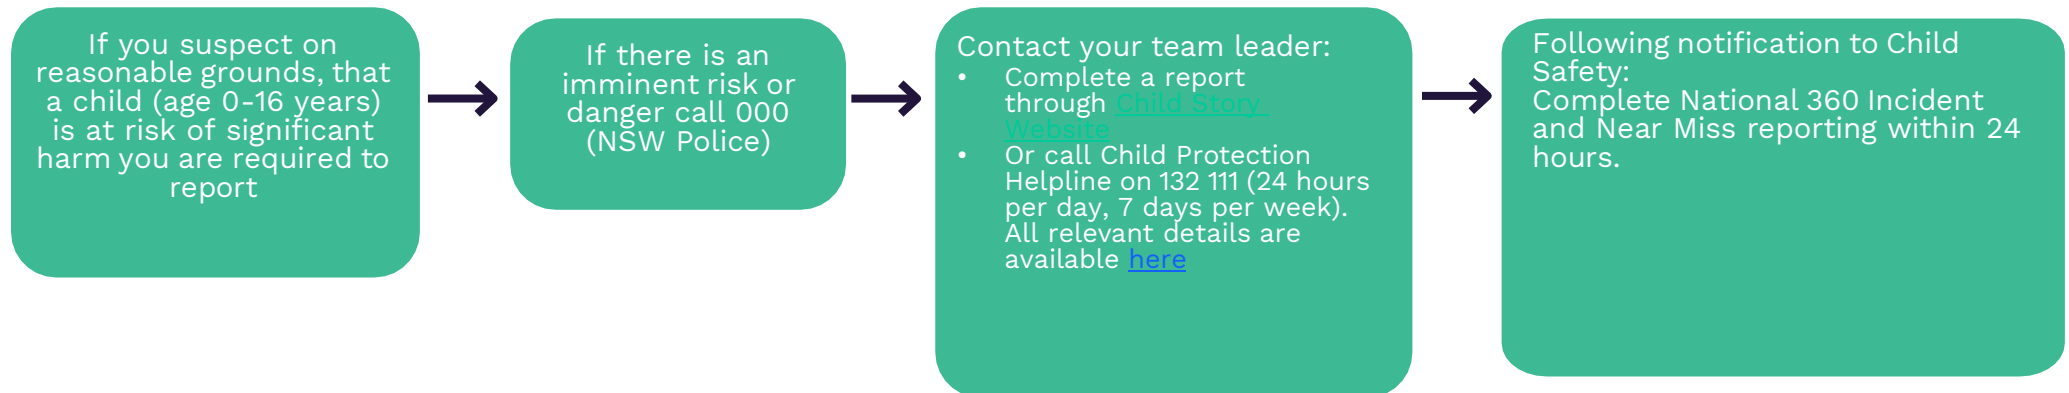 If you suspect on
reasonable grounds, that
a child (age 0-16 years)
is at risk of significant
harm you are required to
report
If there is an
imminent risk or
danger call 000
(NSW Police)
Contact your team leader:
• Complete a report
through Child Story
Website
• Or call Child Protection
Helpline on 132 111 (24 hours
per day, 7 days per week).
All relevant details are
available here
Following notification to Child
Safety:
Complete National 360 Incident
and Near Miss reporting within 24
hours.